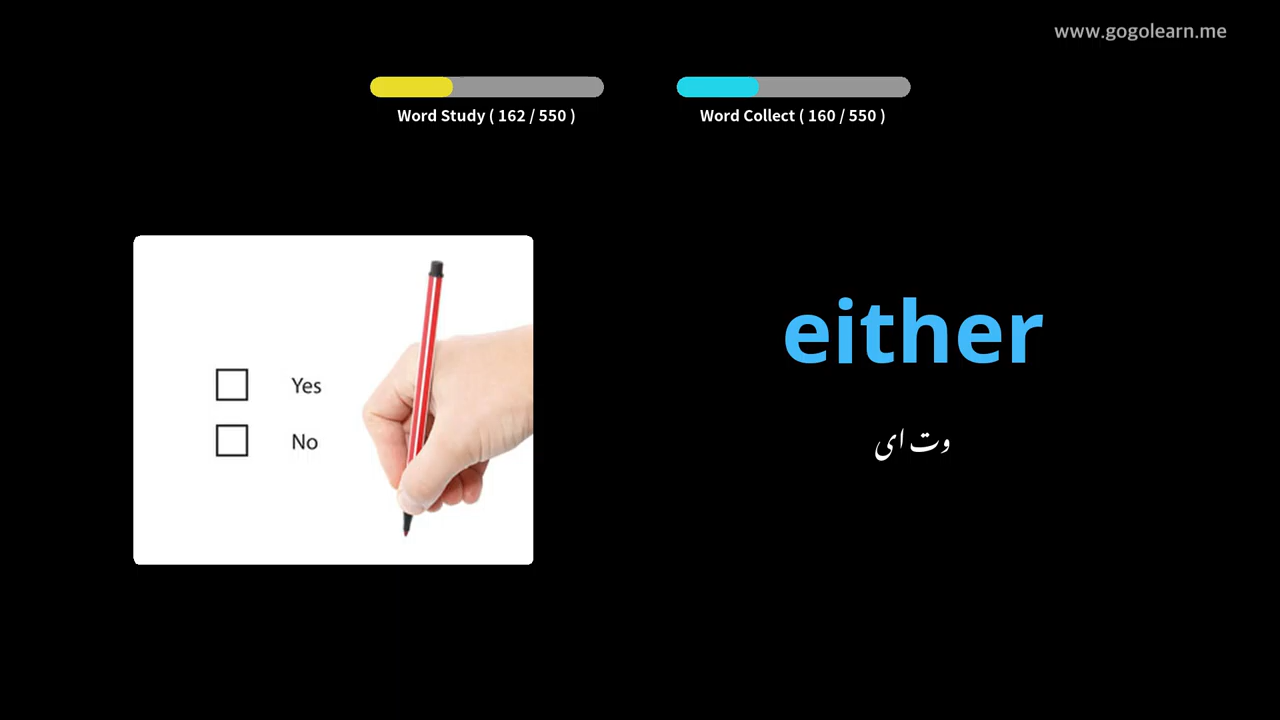 www.gogolearn.me
Word Study ( 162 / 550 )
Word Collect ( 160 / 550 )
either
وت ای
Yes
No